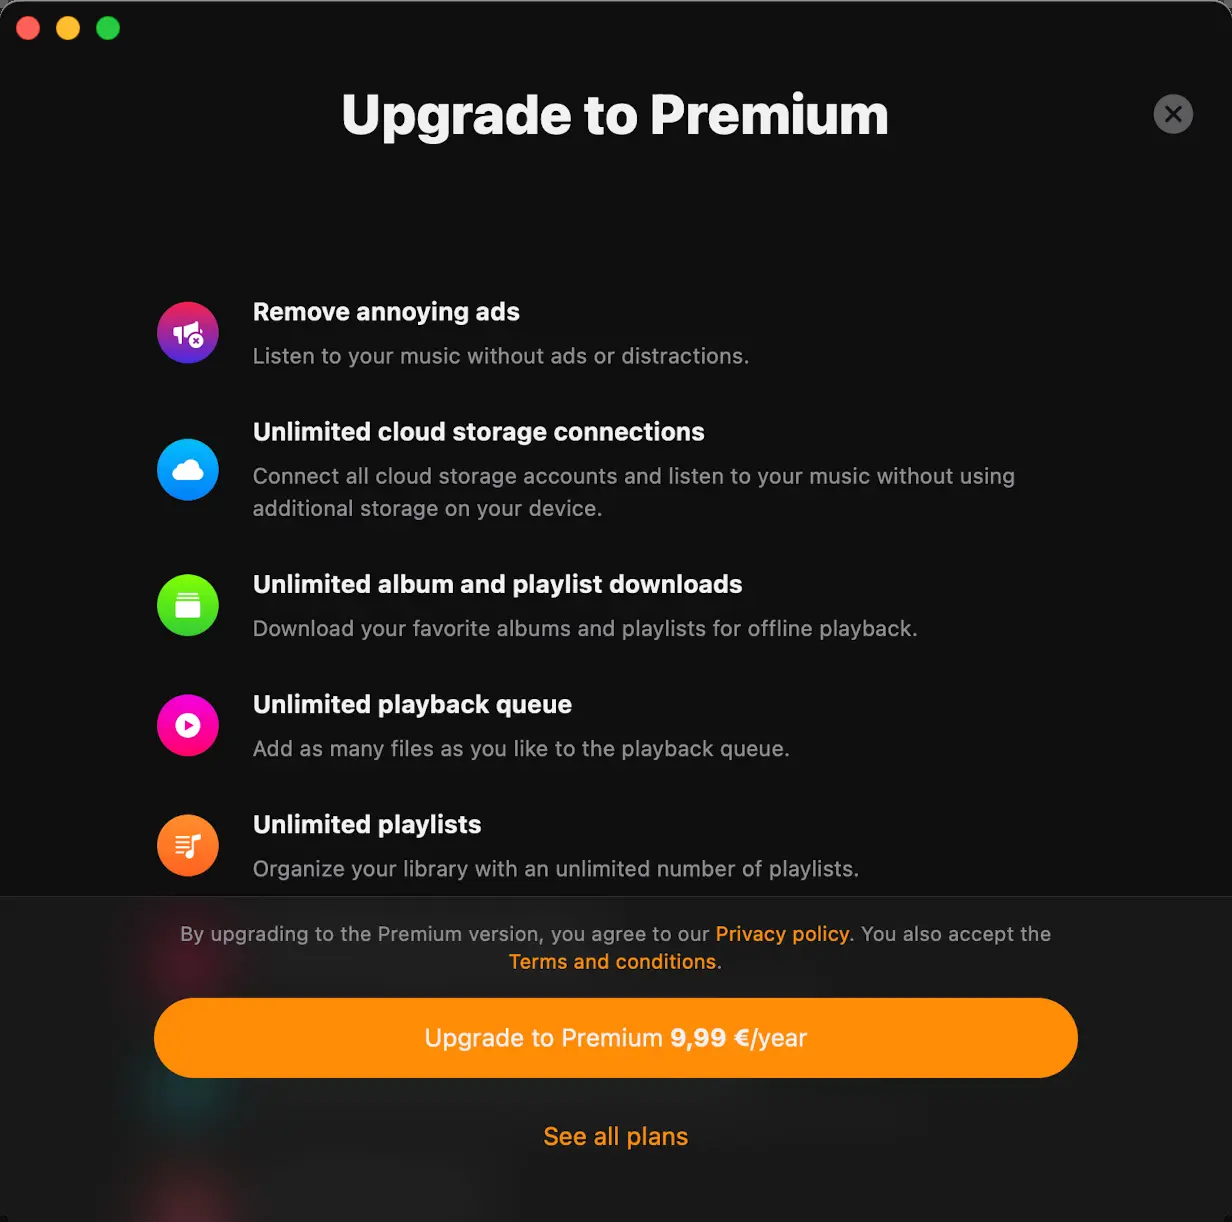 Upgrade to Premium
Remove annoying ads
Listen to your music without ads or distractions.
Unlimited cloud storage connections
Connect all cloud storage accounts and listen to your music without using
additional storage on your device.
Unlimited album and playlist downloads
Download your favorite albums and playlists for offline playback.
Unlimited playback queue
Add as many files as you like to the playback queue.
Unlimited playlists
Organize your library with an unlimited number of playlists.
By upgrading to the Premium version, you agree to our Privacy policy. You also accept the
Terms and conditions.
Upgrade to Premium 9,99 €/year
See all plans